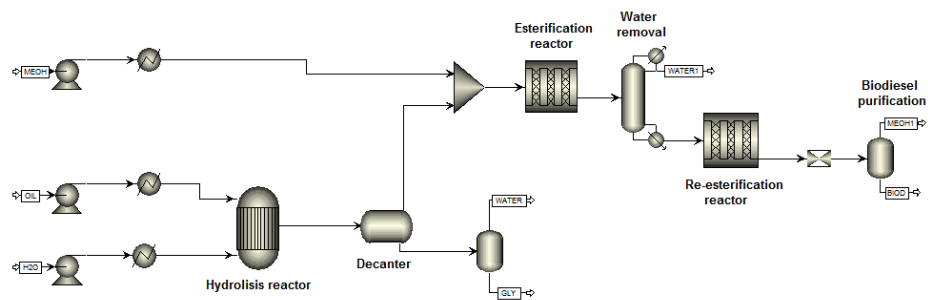 Water
removal
Esterification
reactor
MEOH
WATER1
Biodiesel
purification
MEOH1
BIOD
Re-esterification
reactor
OIL
WATER
Decanter
H2O
Hydrolisis reactor
GLY